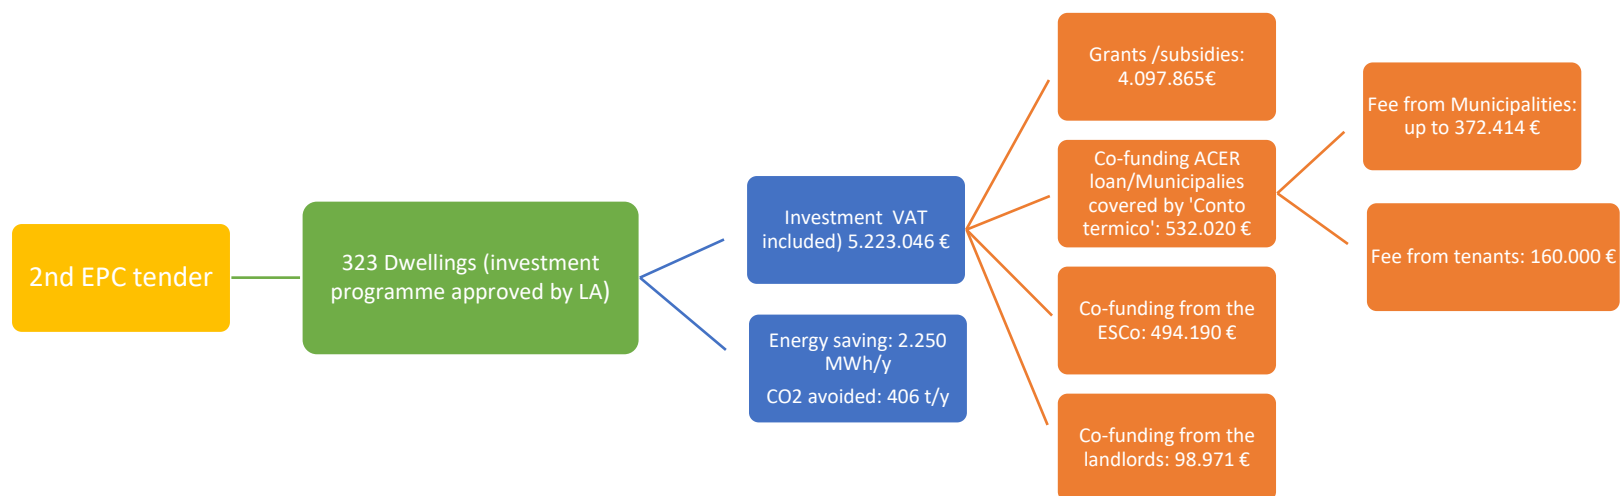 2nd EPC tender
323 Dwellings (investment
programme approved by LA)
Investment VAT
included) 5.223.046 €
Energy saving: 2.250
MWh/y
CO2 avoided: 406 t/y
Grants /subsidies:
4.097.865€
Co-funding ACER
loan/Municipalies
covered by 'Conto
termico': 532.020 €
Co-funding from the
ESCo: 494.190 €
Co-funding from the
landlords: 98.971 €
Fee from Municipalities:
up to 372.414 €
Fee from tenants: 160.000 €